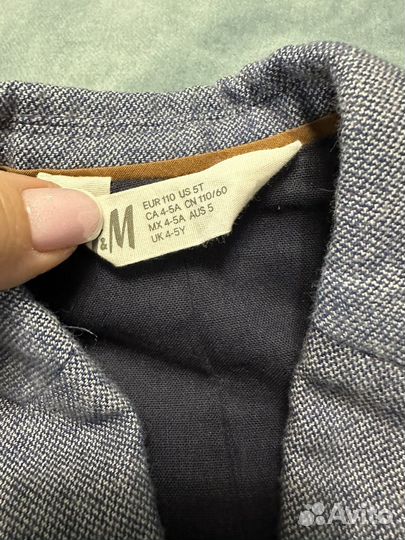 &M
EUR 110 US 5T
CA 4-5A CN 110/60
MX 4-5A AUS 5
UK 4-5Y
Avito